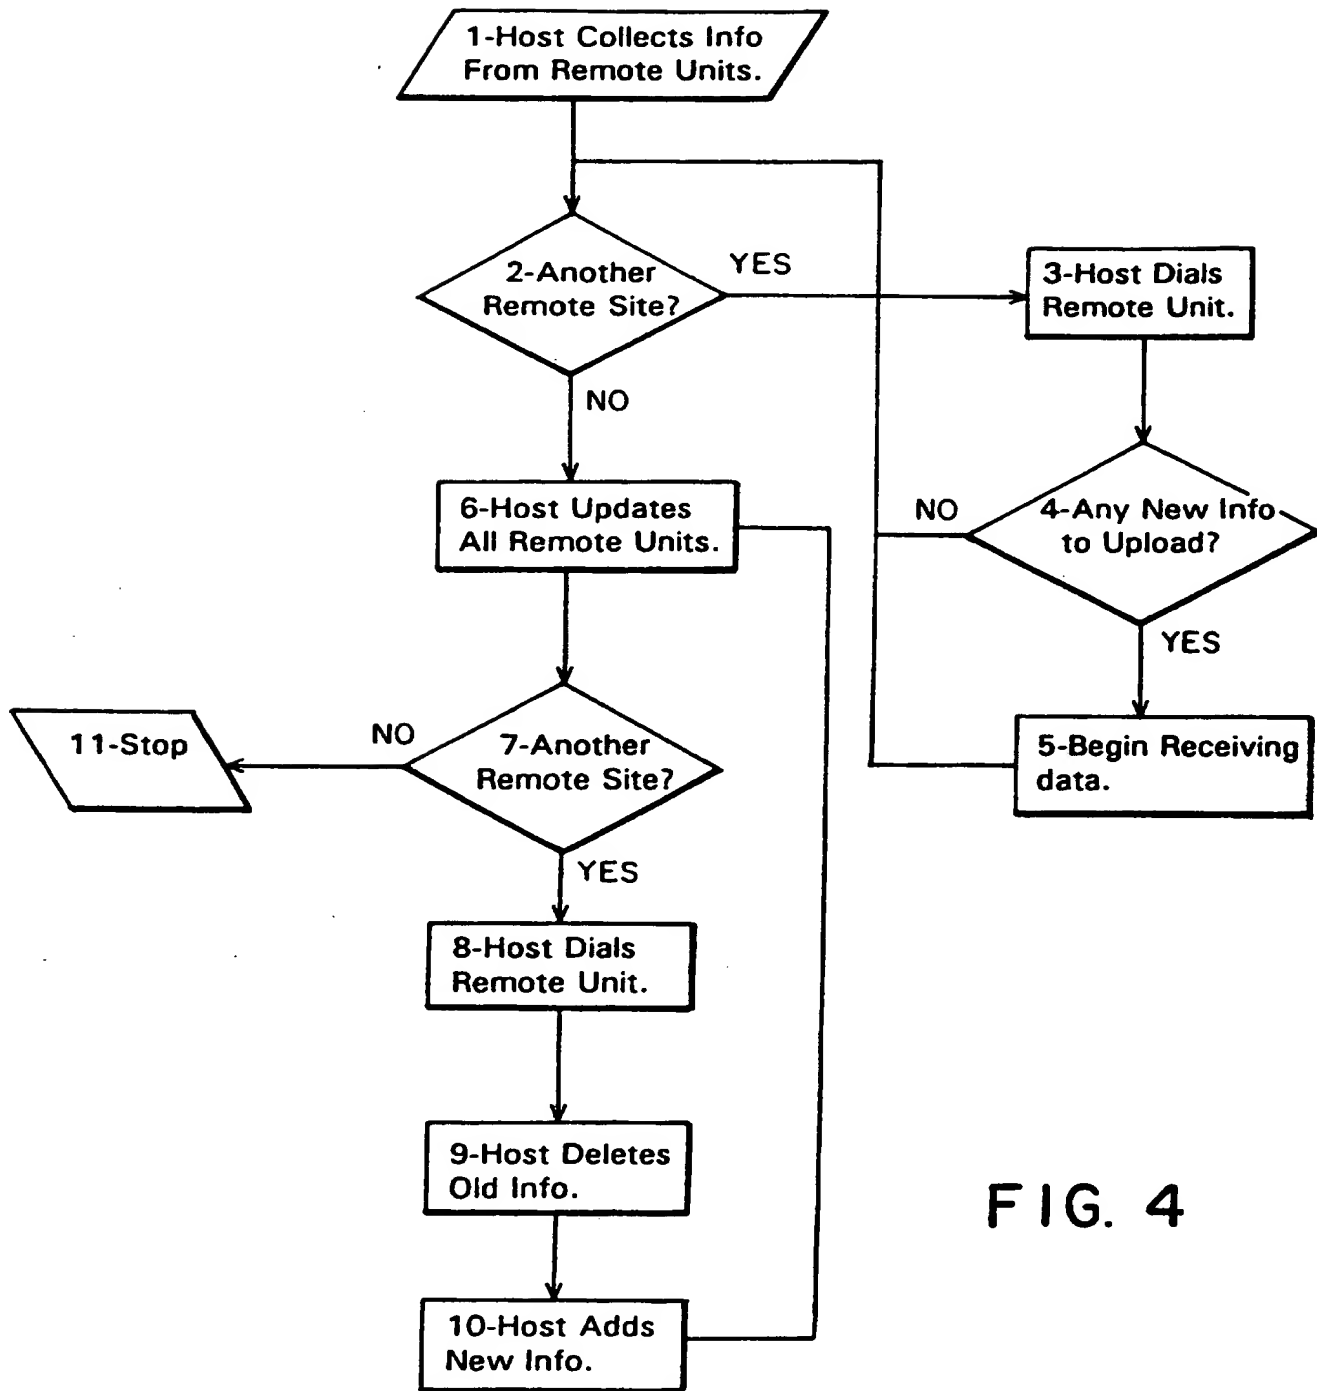 1-Host Collects Info
From Remote Units.
2-Another
Remote Site?
YES
3-Host Dials
Remote Unit.
NO
4-Any New Info
to Upload?
NO
YES
5-Begin Receiving
data.
6-Host Updates
All Remote Units.
7-Another
Remote Site?
NO
11-Stop
YES
8-Host Dials
Remote Unit.
9-Host Deletes
Old Info.
10-Host Adds
New Info.
FIG. 4